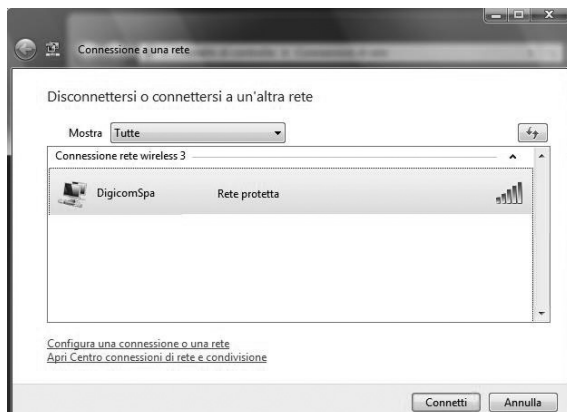 Connessione a una rete
Disconnettersi o connettersi a un'altra rete
Mostra Tutte
Connessione rete wireless 3
DigicomSpa Rete protetta
Configura una connessione o una rete
Apri Centro connessioni di rete e condivisione
Connetti Annulla